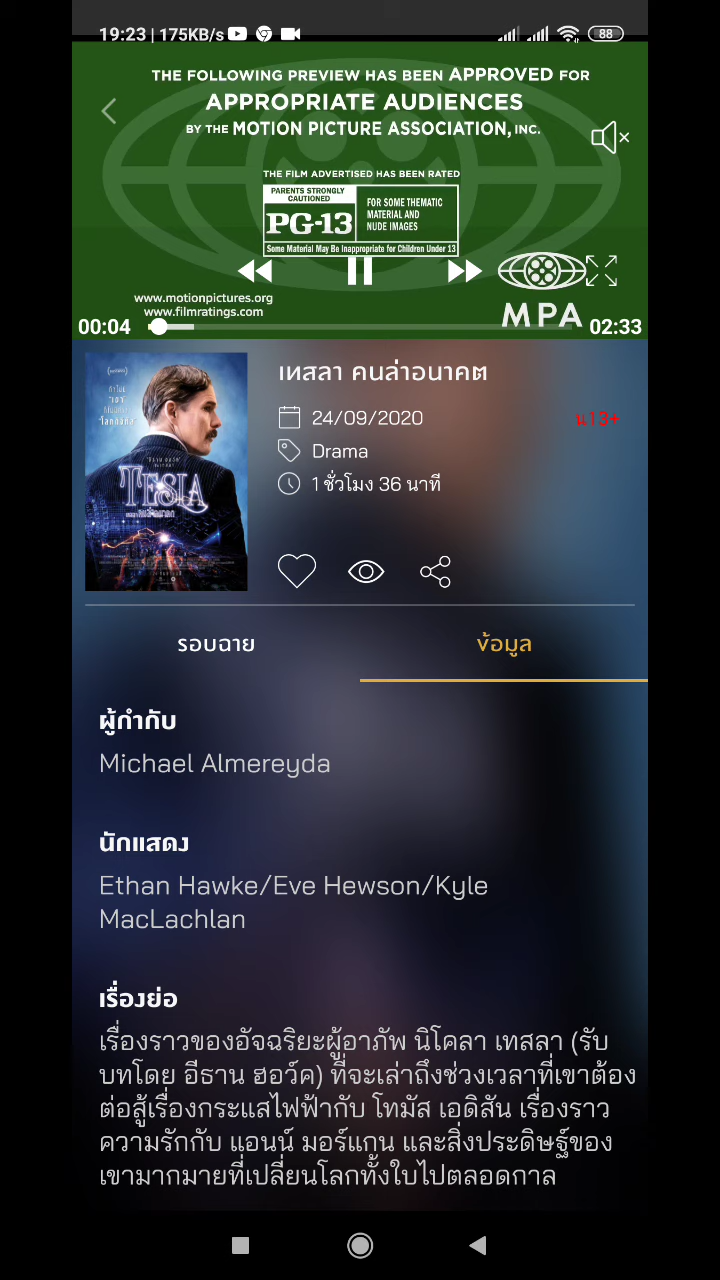 19:23 | 175KB/s
88
THE FOLLOWING PREVIEW HAS BEEN APPROVED FOR
APPROPRIATE AUDIENCES
BY THE MOTION PICTURE ASSOCIATION, INC.
THE FILM ADVERTISED HAS BEEN RATED
PARENTS STRONGLY
CAUTIONED
PG-13
FOR SOME THEMATIC
MATERIAL AND
NUDE IMAGES
Some Material May Be Inappropriate for Children Under 13
www.motionpictures.org
www.filmratings.com
MPA
00:04
02:33
TESLA
เทสลา คนล่าอนาคต
24/09/2020
น13+
Drama
1 ชั่วโมง 36 นาที
รอบฉาย
ข้อมูล
ผู้กำกับ
Michael Almereyda
นักแสดง
Ethan Hawke/Eve Hewson/Kyle
MacLachlan
เรื่องย่อ
เรื่องราวของอัจฉริยะผู้อาภัพ นิโคลา เทสลา (รับ
บทโดย อีธาน ฮอว์ค) ที่จะเล่าถึงช่วงเวลาที่เขาต้อง
ต่อสู้เรื่องกระแสไฟฟ้ากับ โทมัส เอดิสัน เรื่องราว
ความรักกับ แอนน์ มอร์แกน และสิ่งประดิษฐ์ของ
เขามากมายที่เปลี่ยนโลกทั้งใบไปตลอดกาล